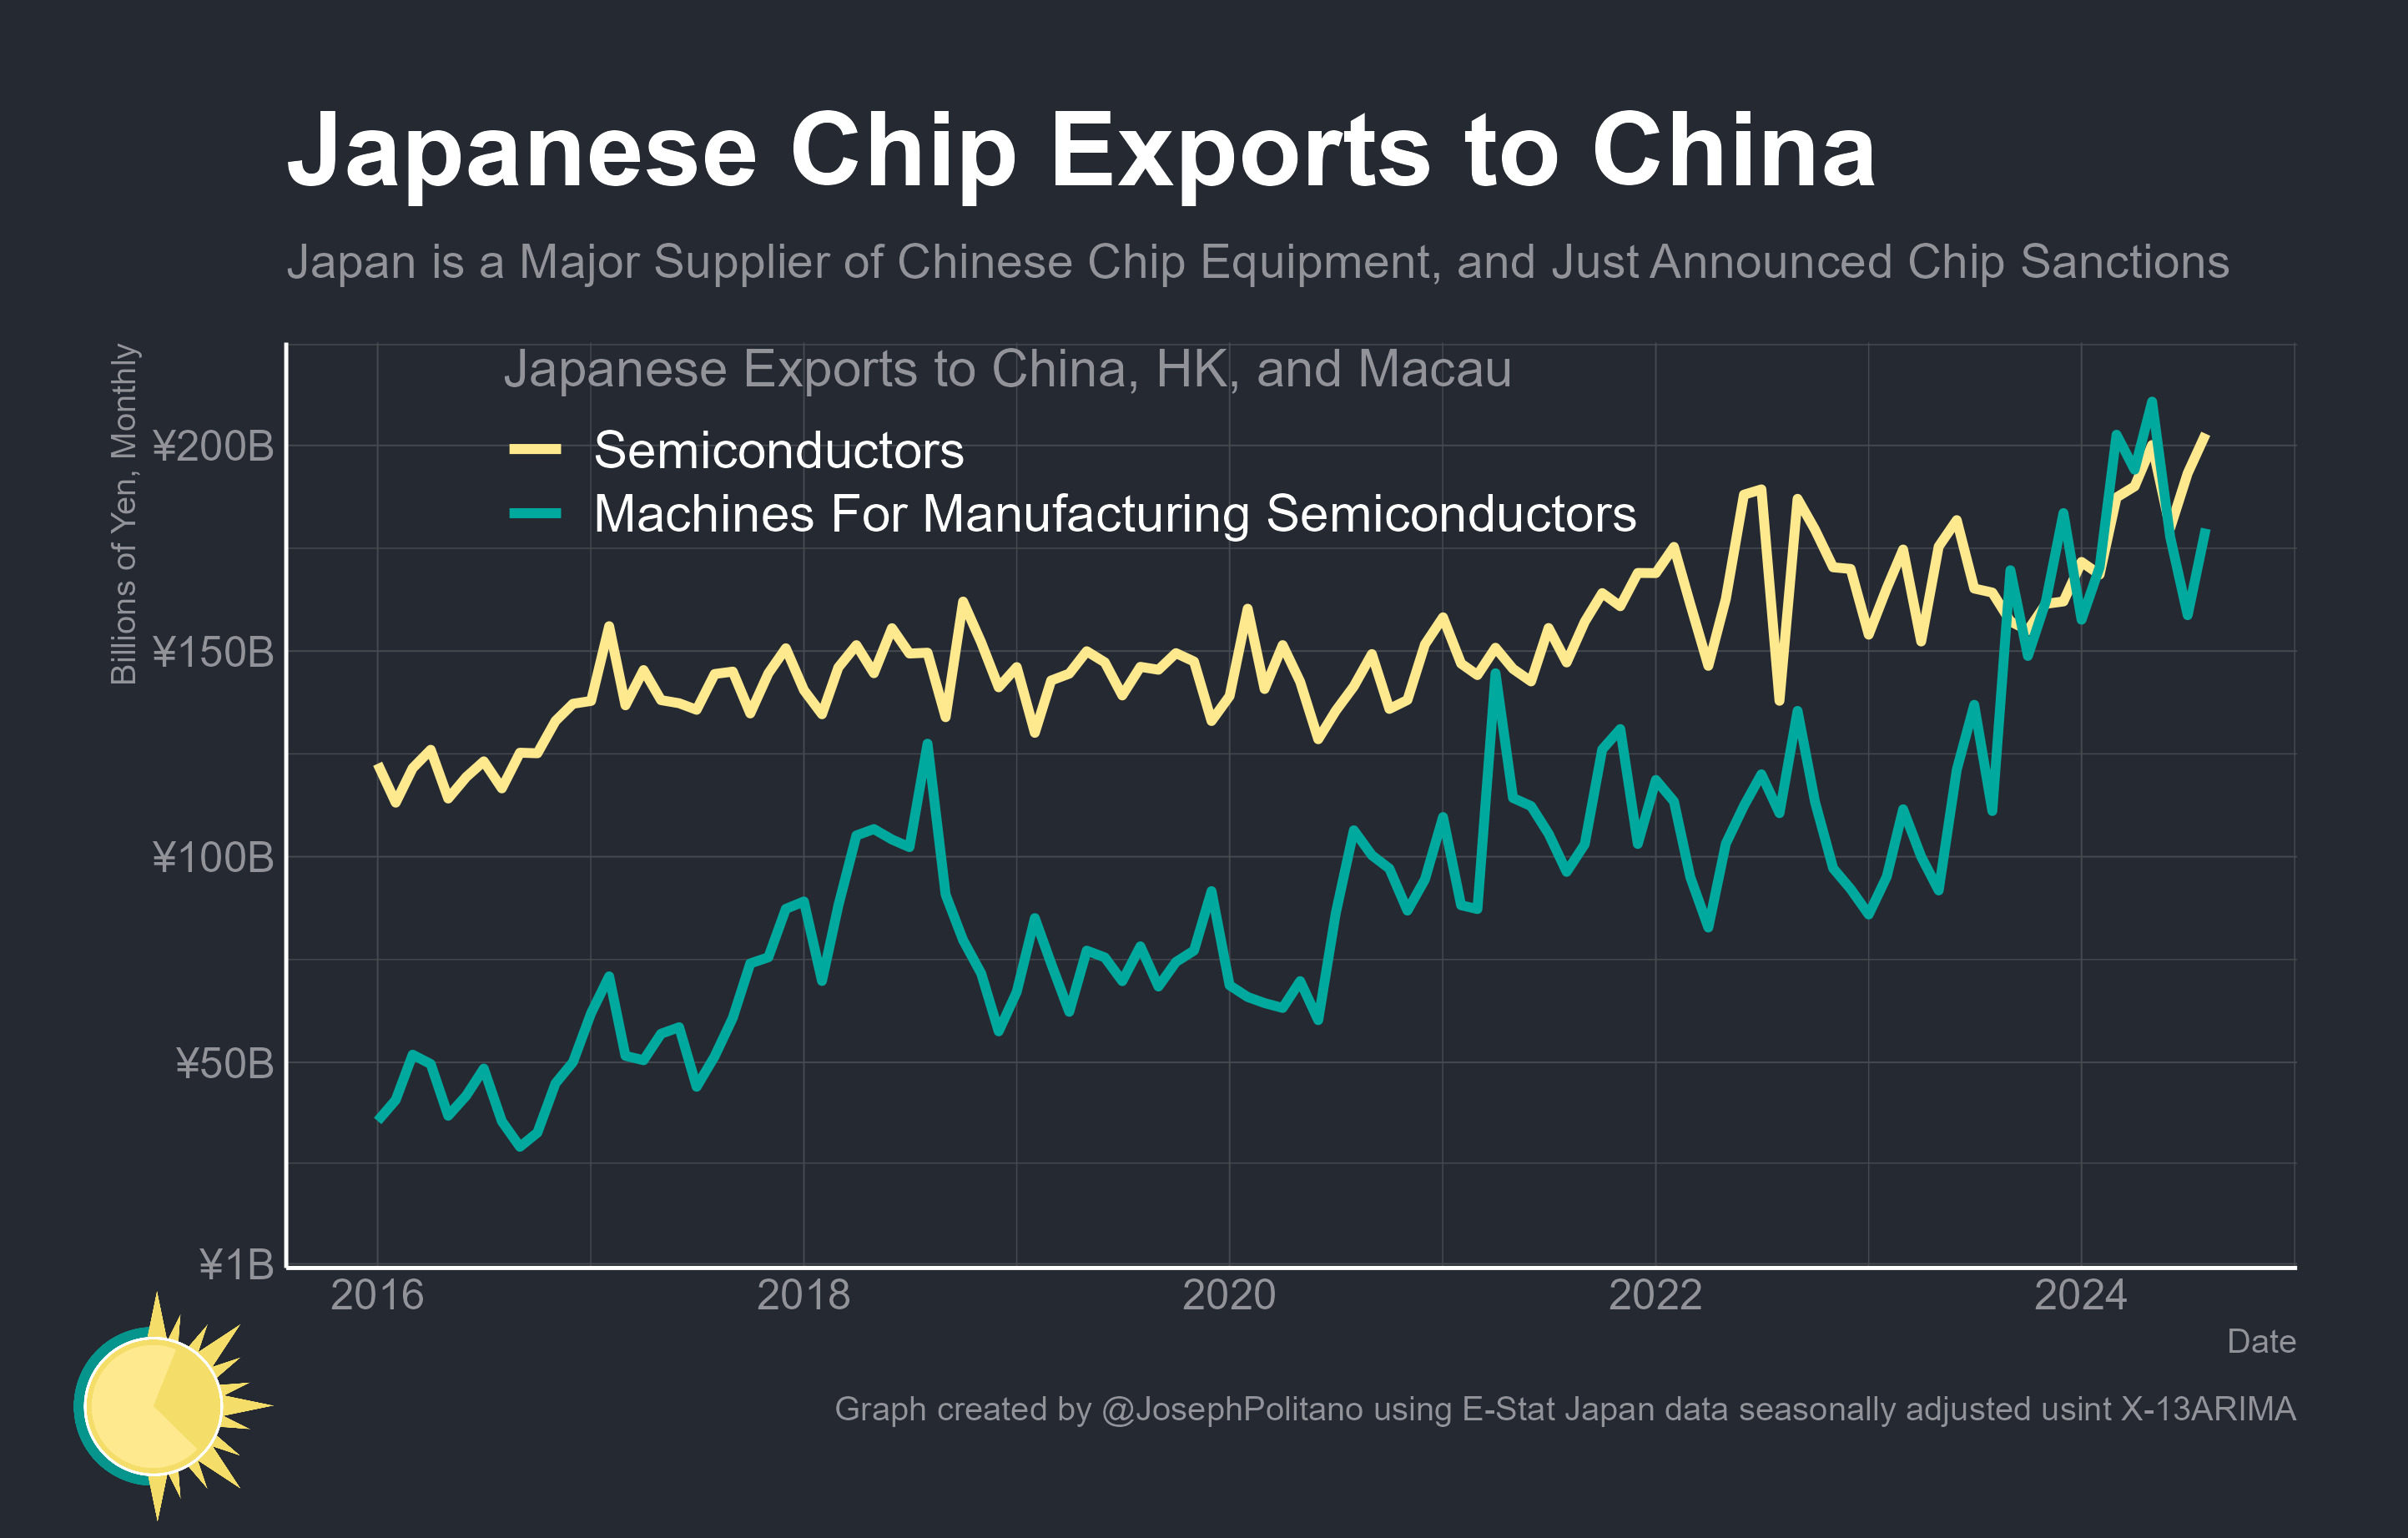 Japanese Chip Exports to China
Japan is a Major Supplier of Chinese Chip Equipment, and Just Announced Chip Sanctions
Billions of Yen, Monthly
Japanese Exports to China, HK, and Macau
Semiconductors
Machines For Manufacturing Semiconductors
¥200B
¥150B
¥100B
¥50B
¥1B
2016 2018 2020 2022 2024
Date
Graph created by @JosephPolitano using E-Stat Japan data seasonally adjusted usint X-13ARIMA